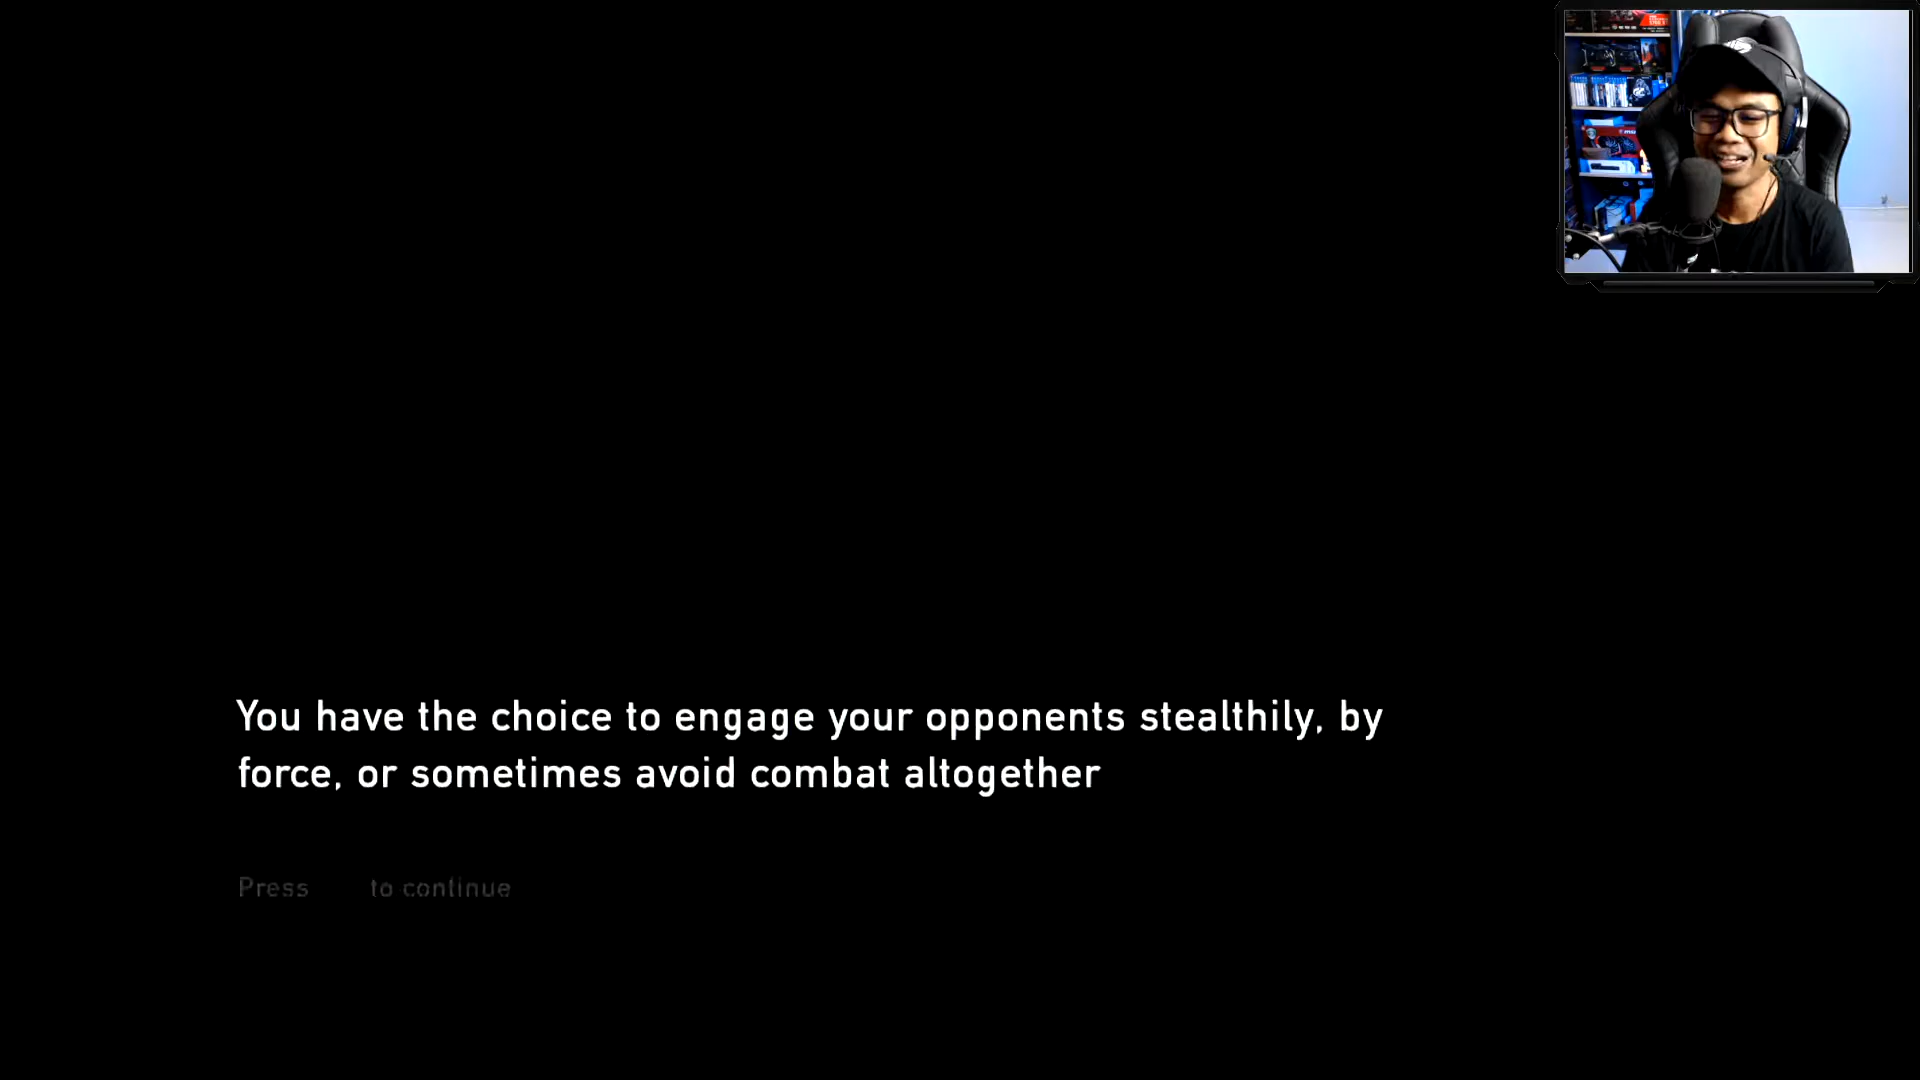 You have the choice to engage your opponents stealthily, by
force, or sometimes avoid combat altogether
Press to continue